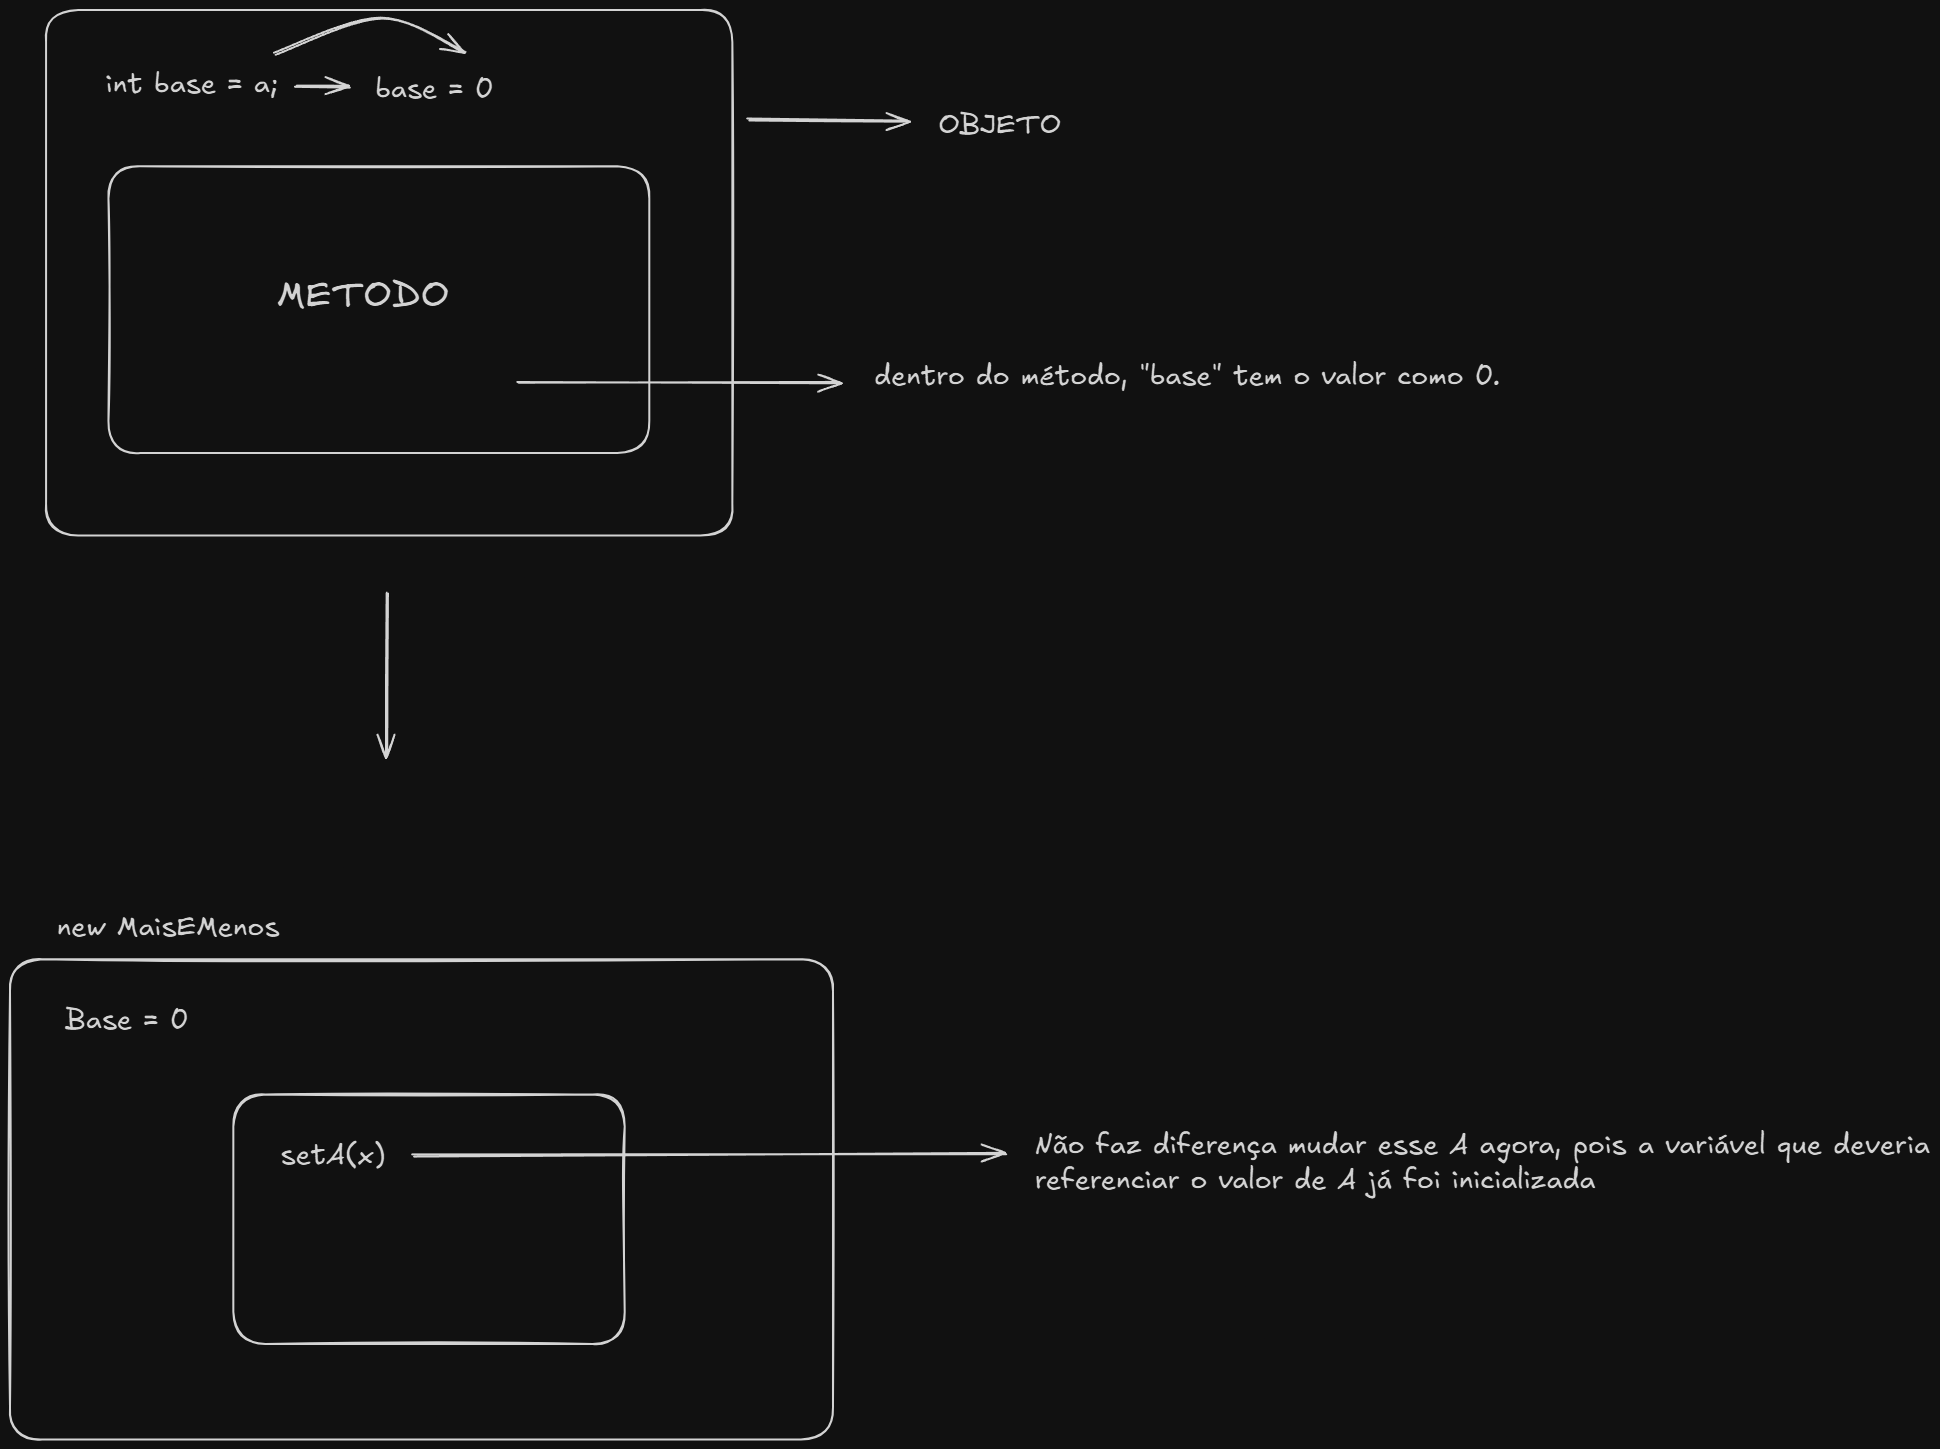 int base = a;
base = 0
OBJETO
METODO
dentro do método, "base" tem o valor como 0.
new MaisEMenos
Base = 0
setA(x)
Não faz diferença mudar esse A agora, pois a variável que deveria
referenciar o valor de A já foi inicializada